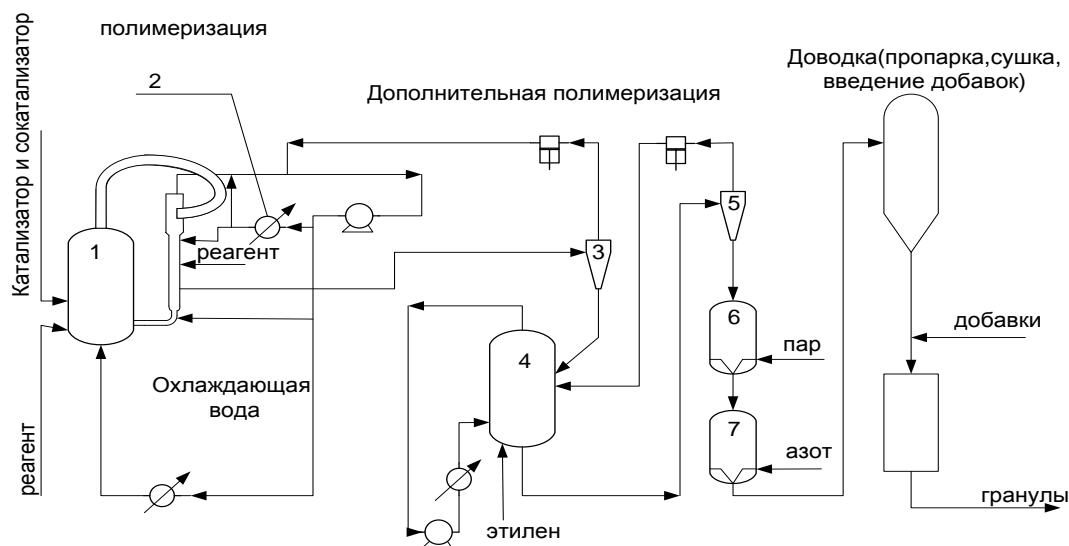 полимеризация
2
Дополнительная полимеризация
Доводка(пропарка,сушка,
введение добавок)
Катализатор и сокатализатор
1
реагент
3
5
4
6
пар
добавки
Охлаждающая
вода
7
азот
реагент
этилен
гранулы